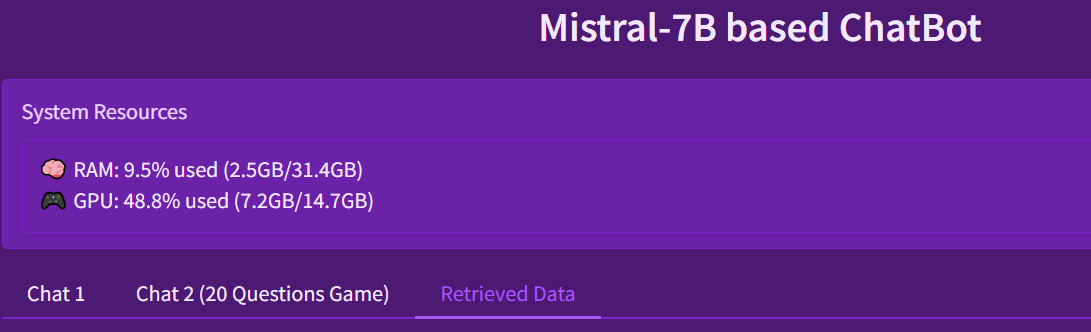 Mistral-7B based ChatBot
System Resources
🧠 RAM: 9.5% used (2.5GB/31.4GB)
🎮 GPU: 48.8% used (7.2GB/14.7GB)
Chat 1 Chat 2 (20 Questions Game) Retrieved Data